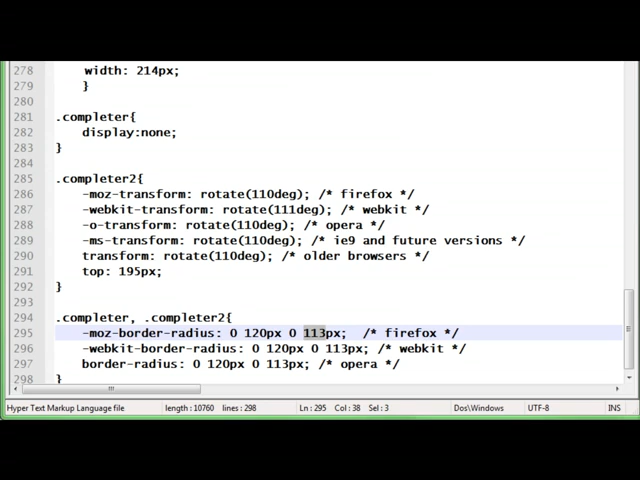 278 width: 214px;
279 }
280
281 .completer{
282 display:none;
283 }
284
285 .completer2{
286 -moz-transform: rotate(110deg); /* firefox */
287 -webkit-transform: rotate(111deg); /* webkit */
288 -o-transform: rotate(110deg); /* opera */
289 -ms-transform: rotate(110deg); /* ie9 and future versions */
290 transform: rotate(110deg); /* older browsers */
291 top: 195px;
292 }
293
294 .completer, .completer2{
295 -moz-border-radius: 0 120px 0 113px; /* firefox */
296 -webkit-border-radius: 0 120px 0 113px; /* webkit */
297 border-radius: 0 120px 0 113px; /* opera */
298 }
Hyper Text Markup Language file length : 10760 lines : 298 Ln : 295 Col : 38 Sel : 3 Dos\Windows UTF-8 INS